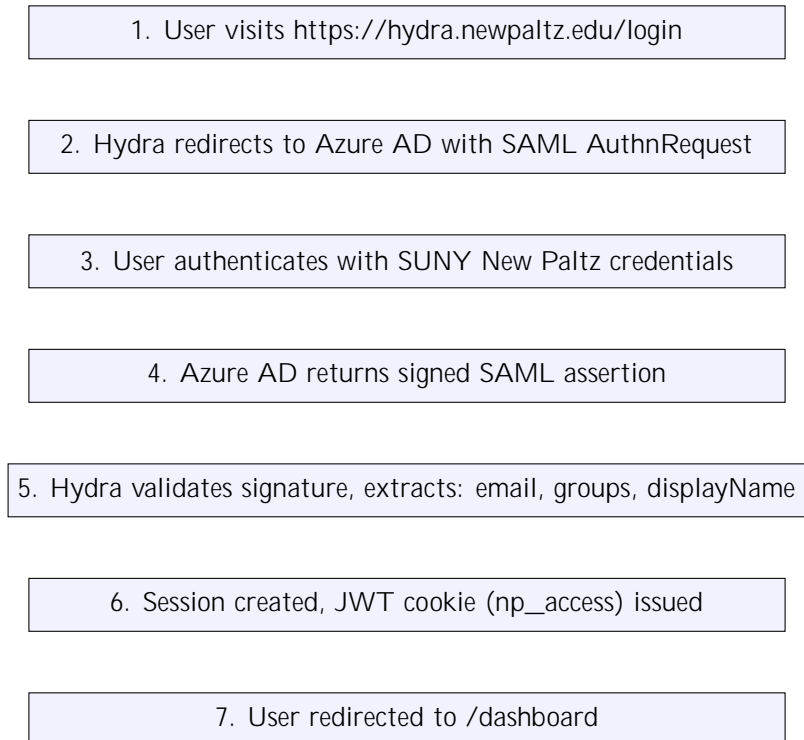 1. User visits https://hydra.newpaltz.edu/login
2. Hydra redirects to Azure AD with SAML AuthnRequest
3. User authenticates with SUNY New Paltz credentials
4. Azure AD returns signed SAML assertion
5. Hydra validates signature, extracts: email, groups, displayName
6. Session created, JWT cookie (np_access) issued
7. User redirected to /dashboard